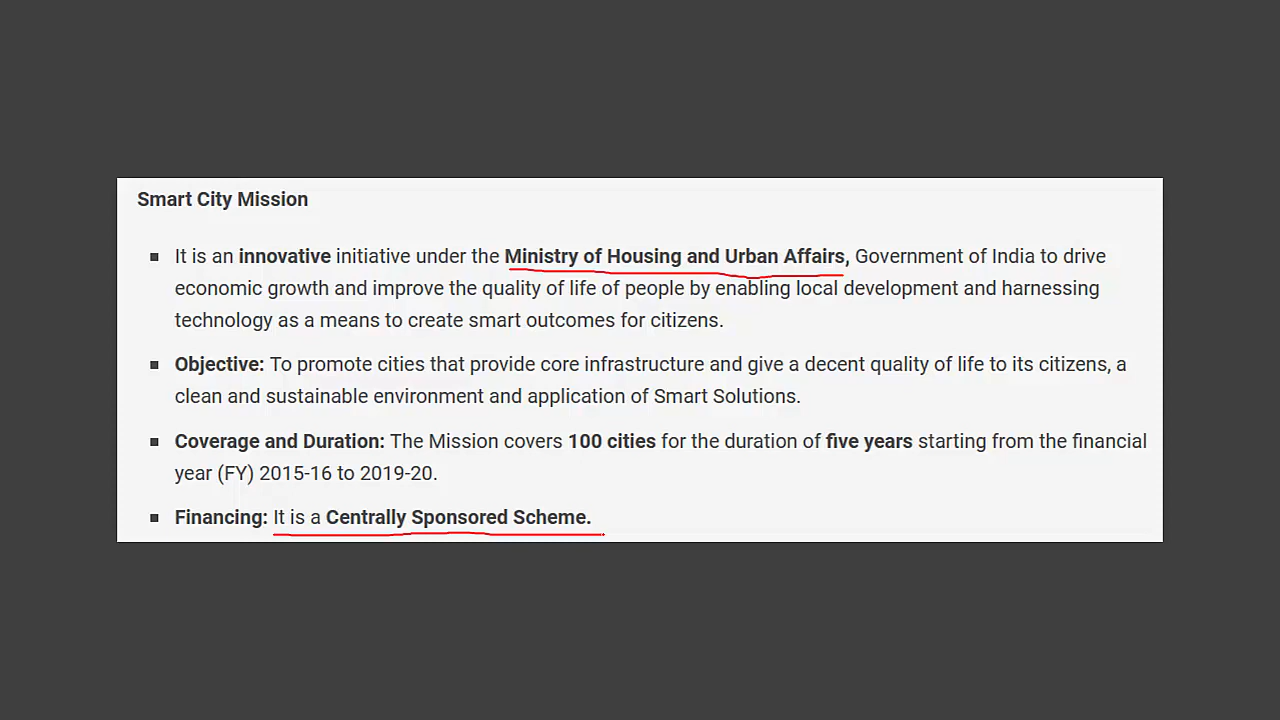 Smart City Mission
It is an innovative initiative under the Ministry of Housing and Urban Affairs, Government of India to drive
economic growth and improve the quality of life of people by enabling local development and harnessing
technology as a means to create smart outcomes for citizens.
Objective: To promote cities that provide core infrastructure and give a decent quality of life to its citizens, a
clean and sustainable environment and application of Smart Solutions.
Coverage and Duration: The Mission covers 100 cities for the duration of five years starting from the financial
year (FY) 2015-16 to 2019-20.
Financing: It is a Centrally Sponsored Scheme.